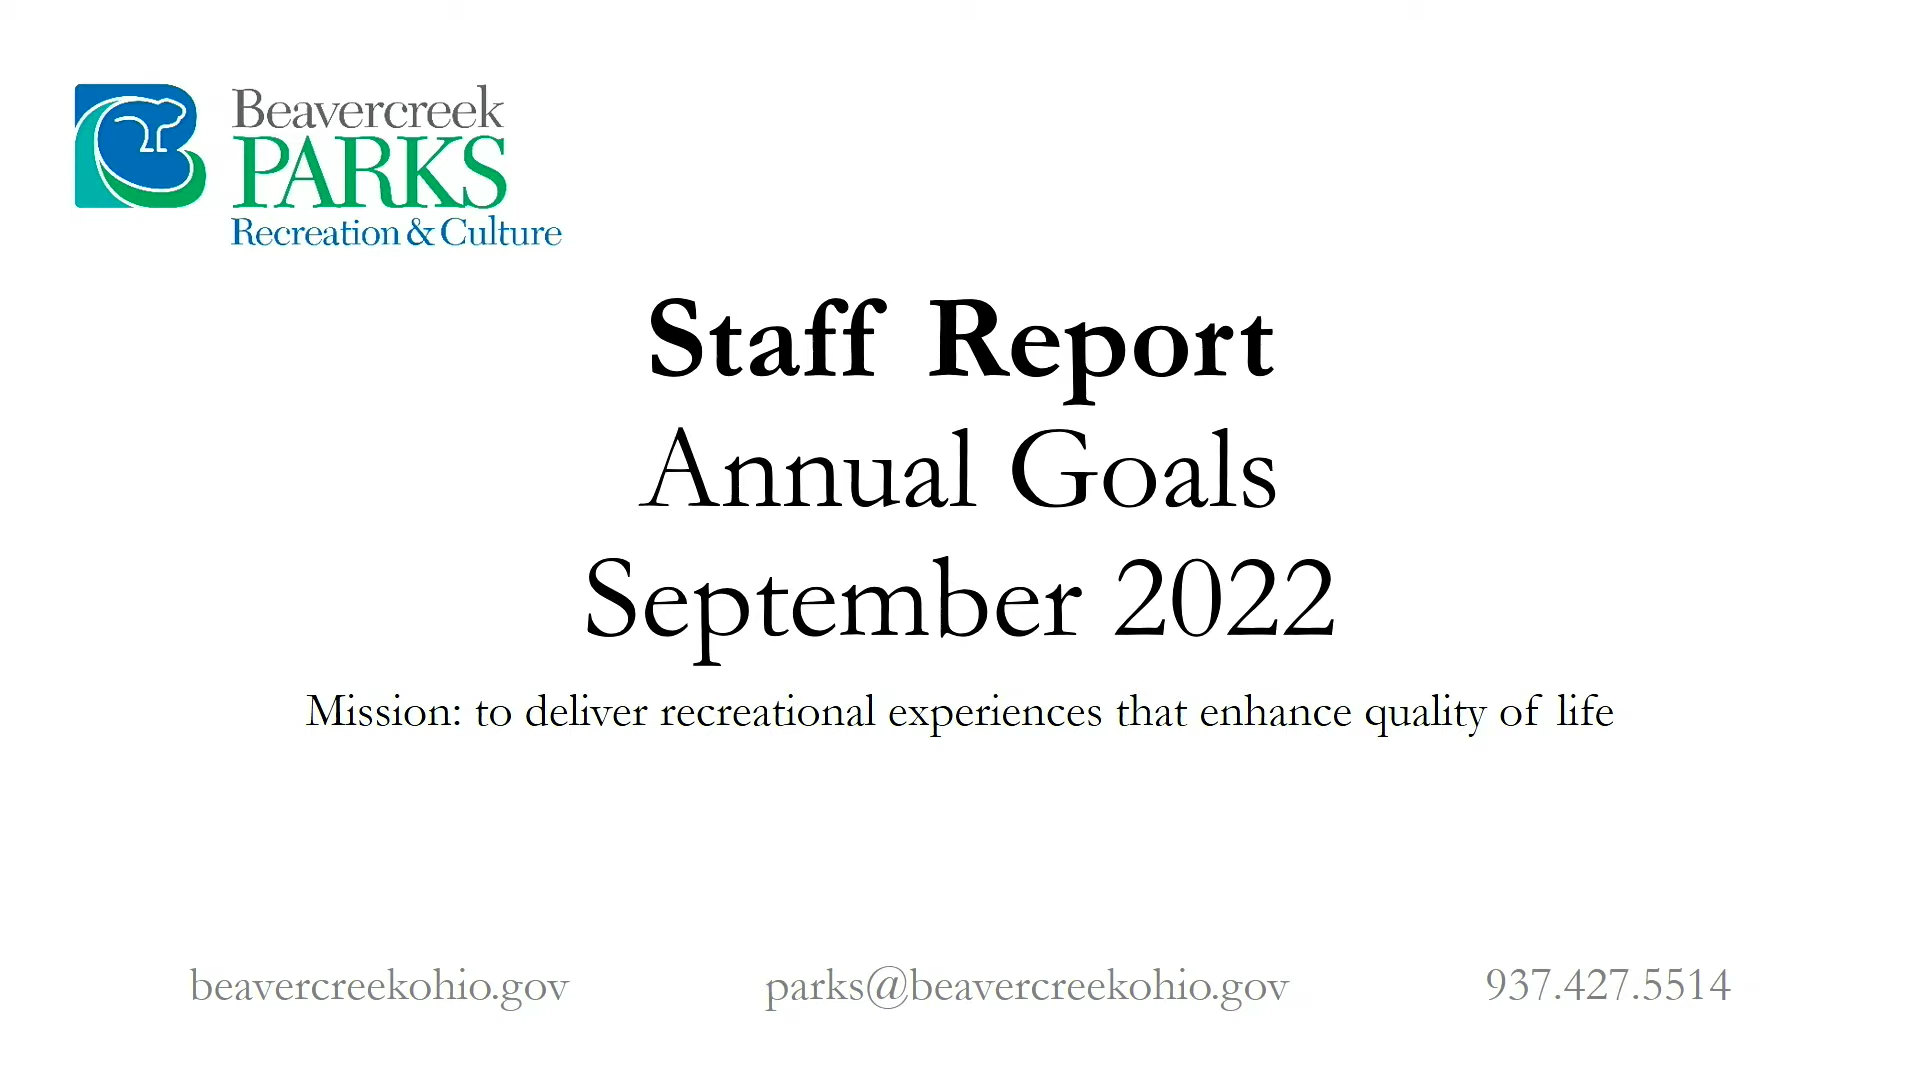 Beavercreek
PARKS
Recreation & Culture
Staff Report
Annual Goals
September 2022
Mission: to deliver recreational experiences that enhance quality of life
beavercreekohio.gov
parks@beavercreekohio.gov
937.427.5514